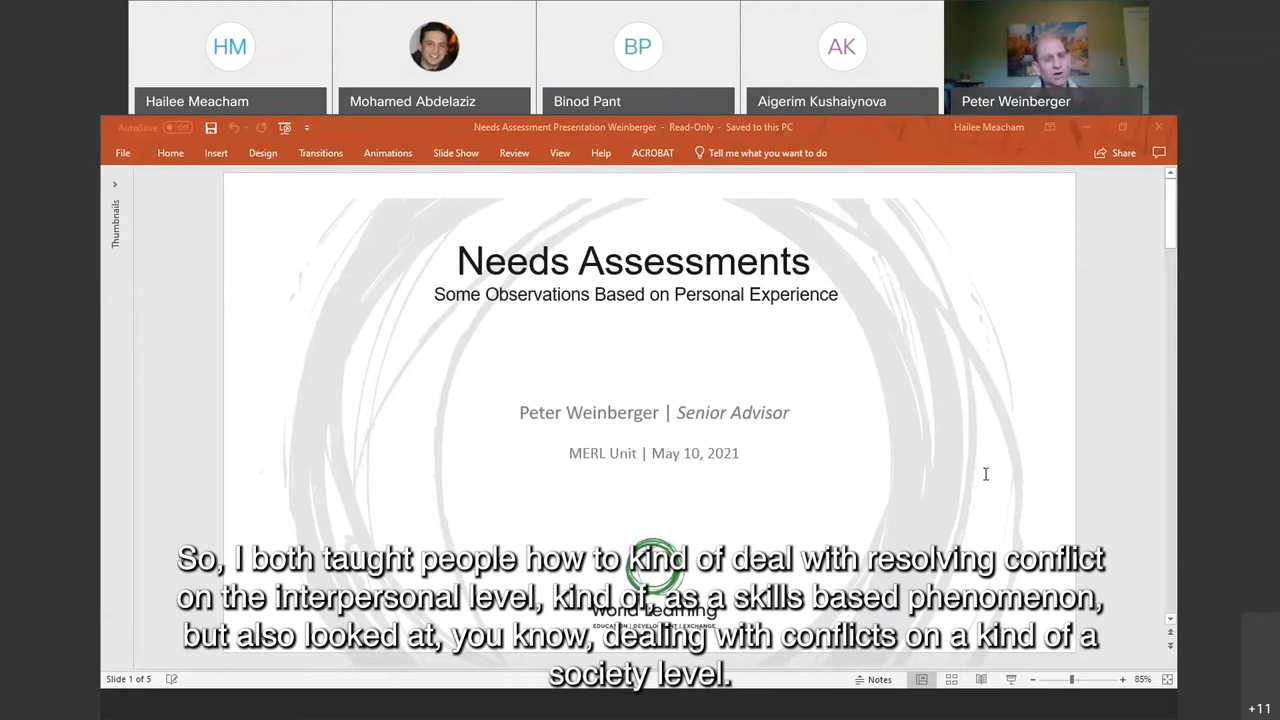 HM
BP
AK
Hailee Meacham
Mohamed Abdelaziz
Binod Pant
Aigerim Kushaiynova
Peter Weinberger
AutoSave Off
Needs Assessment Presentation Weinberger - Read-Only - Saved to this PC
Hailee Meacham
File Home Insert Design Transitions Animations Slide Show Review View Help ACROBAT Tell me what you want to do Share
Thumbnails
Needs Assessments
Some Observations Based on Personal Experience
Peter Weinberger | Senior Advisor
MERL Unit | May 10, 2021
World Learning
EDUCATION | DEVELOPMENT | EXCHANGE
So, I both taught people how to kind of deal with resolving conflict
on the interpersonal level, kind of, as a skills based phenomenon,
but also looked at, you know, dealing with conflicts on a kind of a
society level.
Slide 1 of 5
Notes
85%
+11